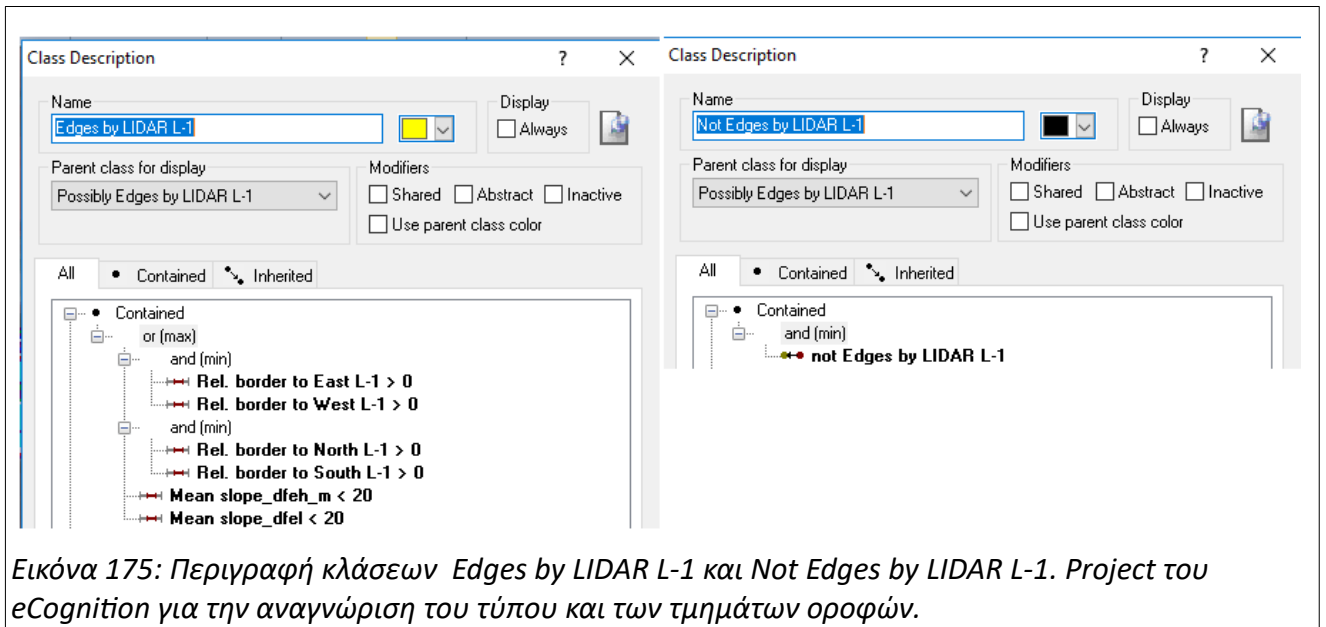 Class Description ? ×
Name
Edges by LIDAR L-1
Display
Always
Parent class for display
Possibly Edges by LIDAR L-1
Modifiers
Shared Abstract Inactive
Use parent class color
All Contained Inherited
Contained
or (max)
and (min)
Rel. border to East L-1 > 0
Rel. border to West L-1 > 0
and (min)
Rel. border to North L-1 > 0
Rel. border to South L-1 > 0
Mean slope_dfeh_m < 20
Mean slope_dfel < 20
Class Description ? ×
Name
Not Edges by LIDAR L-1
Display
Always
Parent class for display
Possibly Edges by LIDAR L-1
Modifiers
Shared Abstract Inactive
Use parent class color
All Contained Inherited
Contained
and (min)
not Edges by LIDAR L-1
Εικόνα 175: Περιγραφή κλάσεων Edges by LIDAR L-1 και Not Edges by LIDAR L-1. Project του
eCognition για την αναγνώριση του τύπου και των τμημάτων οροφών.